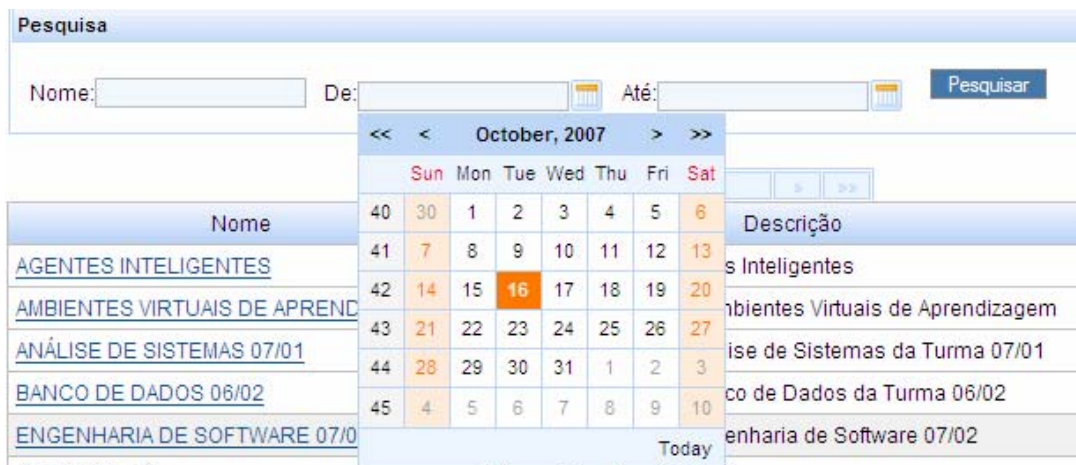 Pesquisa
Nome: De: Até: Pesquisar
<< < October, 2007 > >>
Sun Mon Tue Wed Thu Fri Sat
> >>
40 30 1 2 3 4 5 6
Nome Descrição
41 7 8 9 10 11 12 13
AGENTES INTELIGENTES s Inteligentes
42 14 15 16 17 18 19 20
AMBIENTES VIRTUAIS DE APREND bientes Virtuais de Aprendizagem
43 21 22 23 24 25 26 27
ANÁLISE DE SISTEMAS 07/01 ise de Sistemas da Turma 07/01
44 28 29 30 31 1 2 3
BANCO DE DADOS 06/02 co de Dados da Turma 06/02
45 4 5 6 7 8 9 10
ENGENHARIA DE SOFTWARE 07/0 enharia de Software 07/02
Today